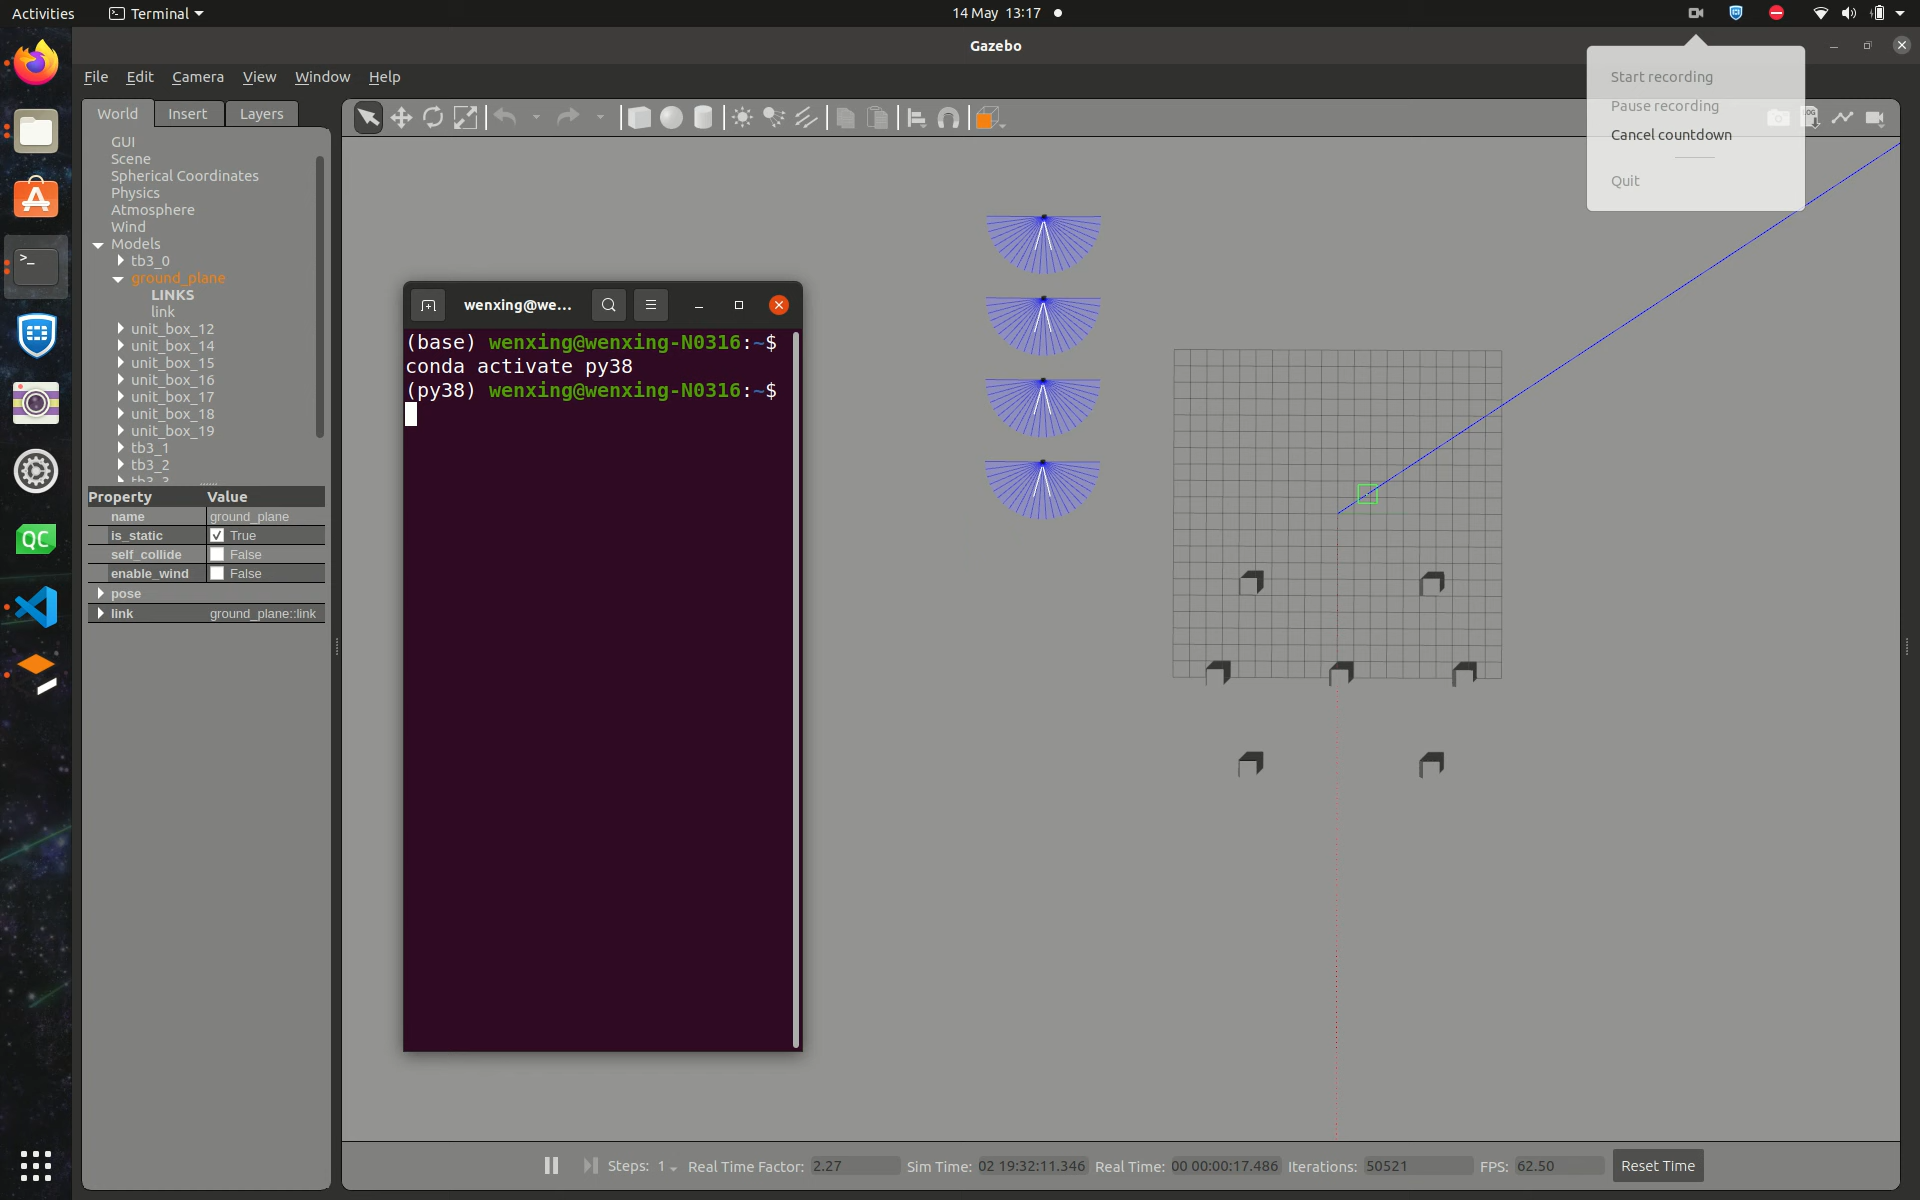 Activities
Terminal
14 May 13:17
Gazebo
File Edit Camera View Window Help
World Insert Layers
GUI
Scene
Spherical Coordinates
Physics
Atmosphere
Wind
Models
tb3_0
ground_plane
LINKS
link
unit_box_12
unit_box_14
unit_box_15
unit_box_16
unit_box_17
unit_box_18
unit_box_19
tb3_1
tb3_2
tb3_3
Property Value
name ground_plane
is_static True
self_collide False
enable_wind False
pose
link ground_plane::link
wenxing@we...
(base) wenxing@wenxing-N0316:~$
conda activate py38
(py38) wenxing@wenxing-N0316:~$
Start recording
Pause recording
Cancel countdown
Quit
LOG
QC
Steps: 1 Real Time Factor: 2.27 Sim Time: 02 19:32:11.346 Real Time: 00 00:00:17.486 Iterations: 50521 FPS: 62.50 Reset Time